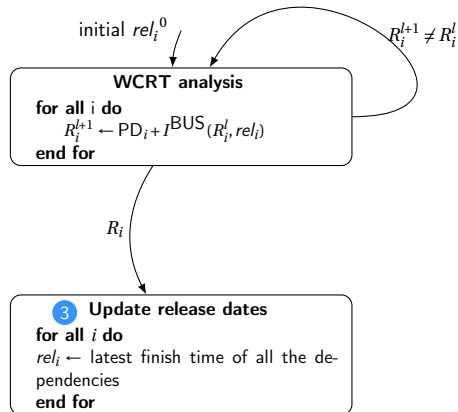 initial rel_i^0
R_i^{l+1} ≠ R_i^l
WCRT analysis
for all i do
R_i^{l+1} ← PD_i + I^{BUS}(R_i^l, rel_i)
end for
R_i
3 Update release dates
for all i do
rel_i ← latest finish time of all the de-
pendencies
end for